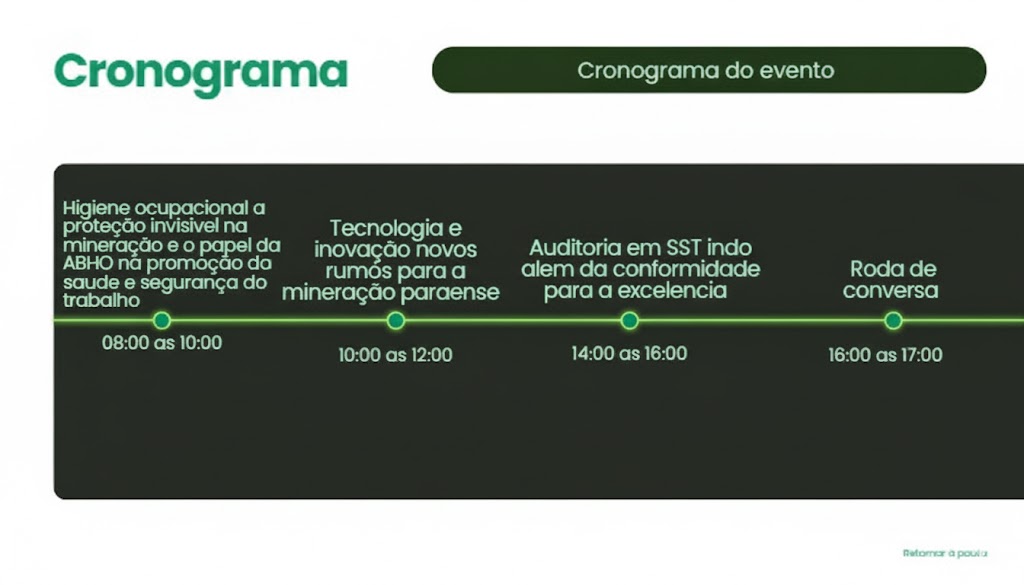 Cronograma
Cronograma do evento
Higiene ocupacional a
proteção invisivel na
mineração e o papel da
ABHO na promoção da
saude e segurança do
trabalho
08:00 as 10:00
Tecnologia e
inovação novos
rumos para a
mineração paraense
10:00 as 12:00
Auditoria em SST indo
alem da conformidade
para a excelencia
14:00 as 16:00
Roda de
conversa
16:00 as 17:00
Retornar à pauta